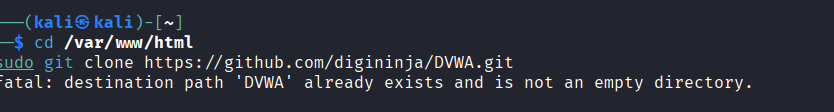 ──(kali㉿kali)-[~]
─$ cd /var/www/html
sudo git clone https://github.com/digininja/DVWA.git
fatal: destination path 'DVWA' already exists and is not an empty directory.